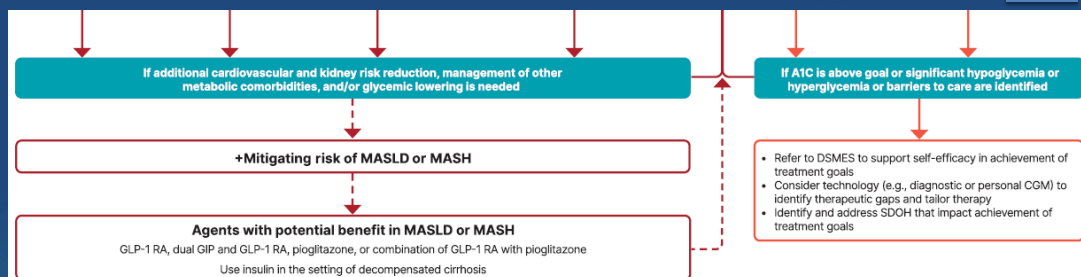 If additional cardiovascular and kidney risk reduction, management of other
metabolic comorbidities, and/or glycemic lowering is needed
If A1C is above goal or significant hypoglycemia or
hyperglycemia or barriers to care are identified
+Mitigating risk of MASLD or MASH
Agents with potential benefit in MASLD or MASH
GLP-1 RA, dual GIP and GLP-1 RA, pioglitazone, or combination of GLP-1 RA with pioglitazone
Use insulin in the setting of decompensated cirrhosis
• Refer to DSMES to support self-efficacy in achievement of
treatment goals
• Consider technology (e.g., diagnostic or personal CGM) to
identify therapeutic gaps and tailor therapy
• Identify and address SDOH that impact achievement of
treatment goals